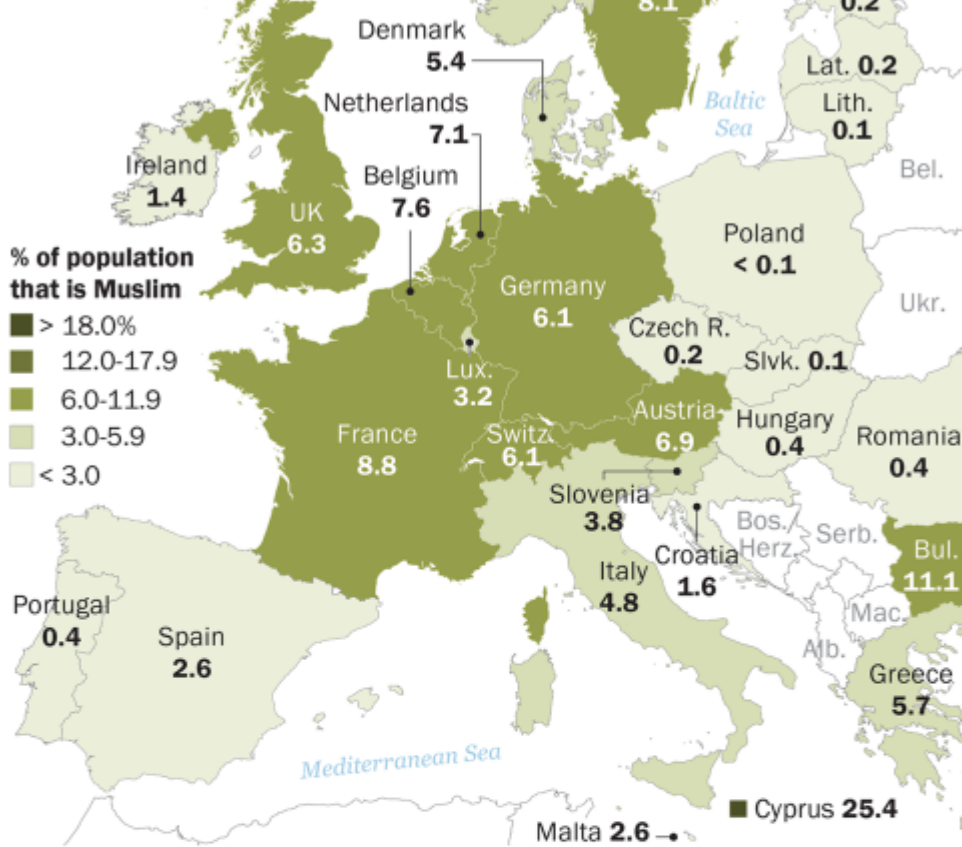 8.1
0.2
Denmark
5.4
Lat. 0.2
Netherlands
7.1
Baltic
Sea
Lith.
0.1
Ireland
1.4
Belgium
7.6
Bel.
UK
6.3
Poland
< 0.1
% of population
that is Muslim
> 18.0%
12.0-17.9
6.0-11.9
3.0-5.9
< 3.0
Germany
6.1
Ukr.
Czech R.
0.2
Slvk. 0.1
Lux.
3.2
Austria
6.9
Hungary
0.4
Romania
0.4
France
8.8
Switz.
6.1
Slovenia
3.8
Bos./
Herz.
Serb.
Croatia
1.6
Bul.
11.1
Italy
4.8
Portugal
0.4
Spain
2.6
Mac.
Alb.
Greece
5.7
Mediterranean Sea
Cyprus 25.4
Malta 2.6